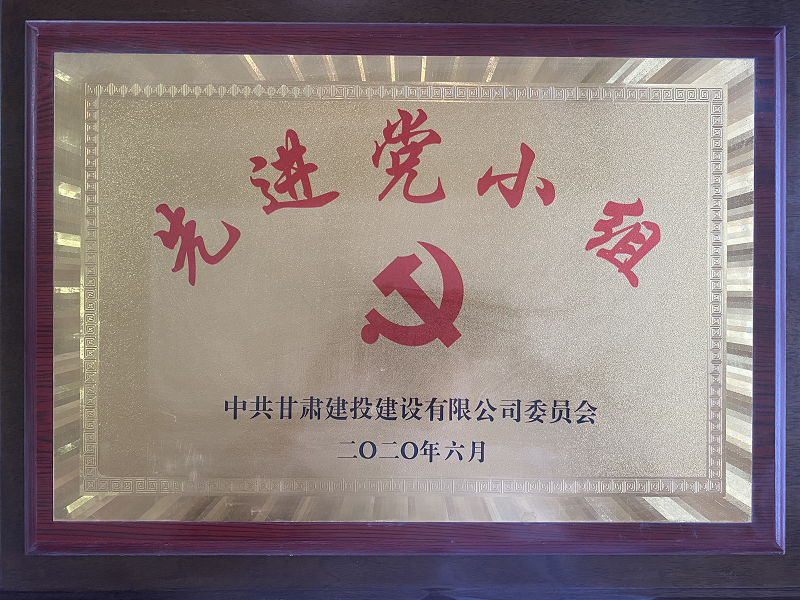 先进党小组
中共甘肃建投建设有限公司委员会
二〇二〇年六月